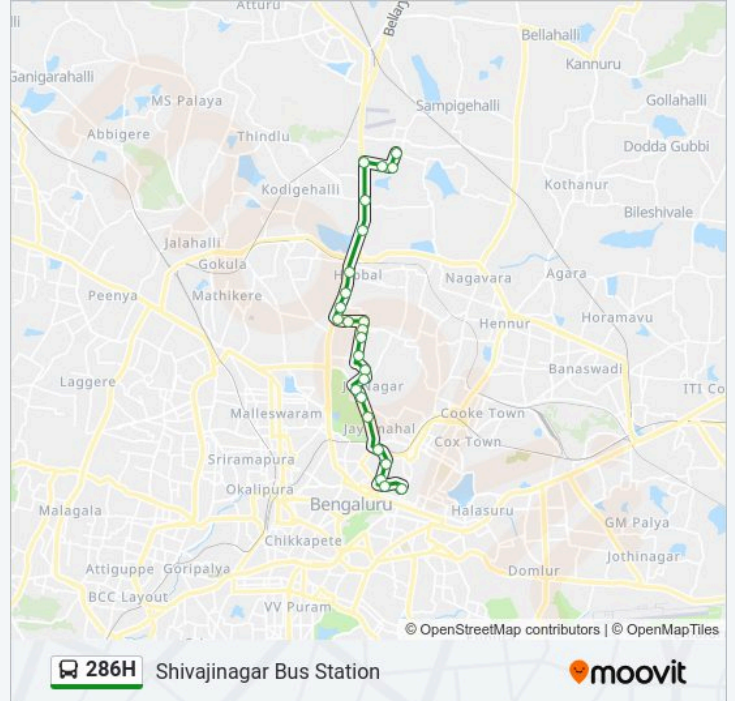 Atturu
Bellary
Bellahalli
Kannuru
Ganigarahalli
MS Palaya
Sampigehalli
Gollahalli
Abbigere
Thindlu
Dodda Gubbi
Kodigehalli
Kothanur
Bileshivale
Jalahalli
Gokula
Nagavara
Agara
Peenya
Mathikere
Hennur
Horamavu
Laggere
Banaswadi
ITI Co
Malleswaram
Cooke Town
Cox Town
Sriramapura
Okalipura
Bengaluru
Halasuru
Malagala
GM Palya
Chikkapete
Jothinagar
Attiguppe
Goripalya
Domlur
BCC Layout
VV Puram
© OpenStreetMap contributors | © OpenMapTiles
286H Shivajinagar Bus Station
moovit